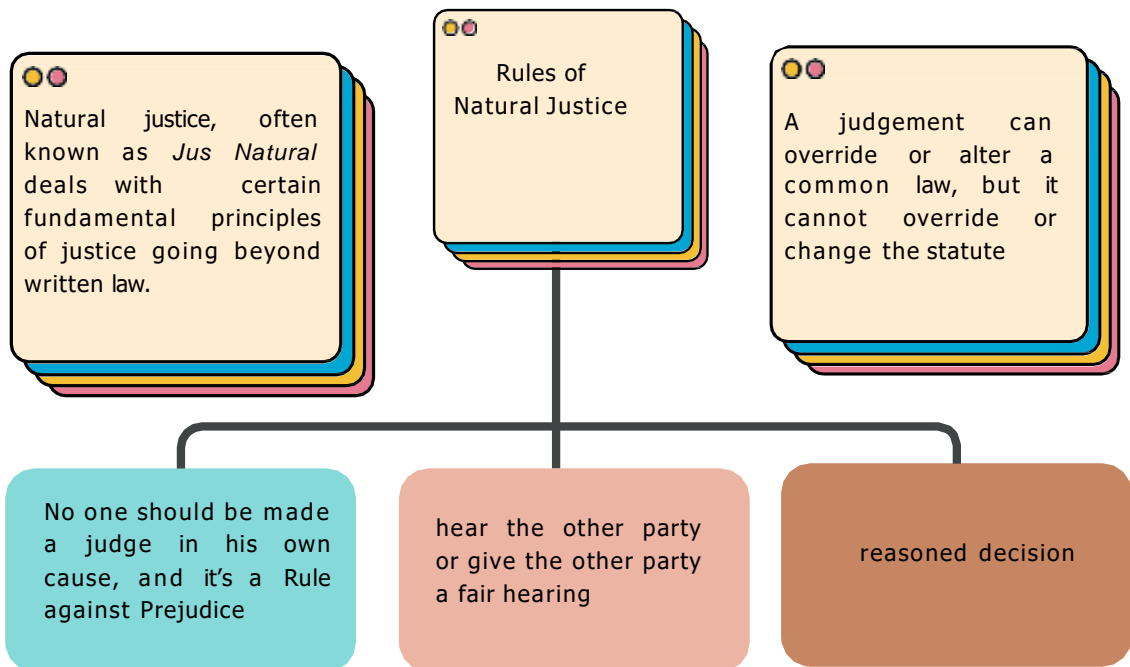 Natural justice, often
known as Jus Natural
deals with certain
fundamental principles
of justice going beyond
written law.
Rules of
Natural Justice
A judgement can
override or alter a
common law, but it
cannot override or
change the statute
No one should be made
a judge in his own
cause, and it's a Rule
against Prejudice
hear the other party
or give the other party
a fair hearing
reasoned decision